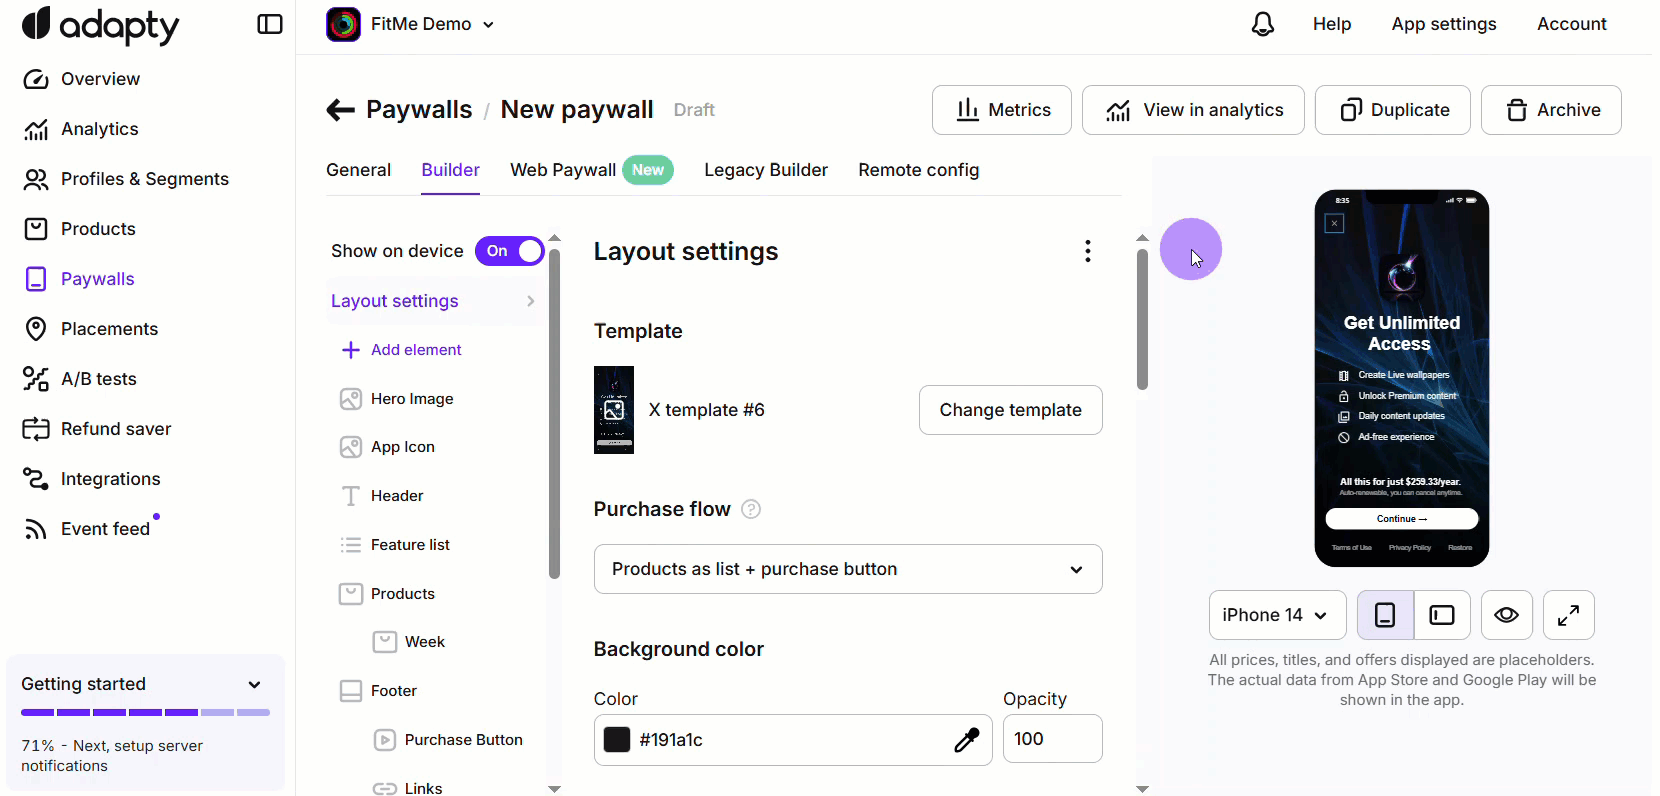 adapty
FitMe Demo
Help
App settings
Account
Overview
Analytics
Profiles & Segments
Products
Paywalls
Placements
A/B tests
Refund saver
Integrations
Event feed
Getting started
71% - Next, setup server
notifications
Paywalls / New paywall Draft
Metrics
View in analytics
Duplicate
Archive
General
Builder
Web Paywall New
Legacy Builder
Remote config
Show on device On
Layout settings
Add element
Hero Image
App Icon
Header
Feature list
Products
Week
Footer
Purchase Button
Links
Layout settings
Template
X template #6
Change template
Purchase flow ?
Products as list + purchase button
Background color
Color
#191a1c
Opacity
100
8:35
Get Unlimited
Access
Create Live wallpapers
Unlock Premium content
Daily content updates
Ad-free experience
All this for just $259.33/year.
Auto-renewable, you can cancel anytime.
Continue →
Terms of Use
Privacy Policy
Restore
iPhone 14
All prices, titles, and offers displayed are placeholders.
The actual data from App Store and Google Play will be
shown in the app.